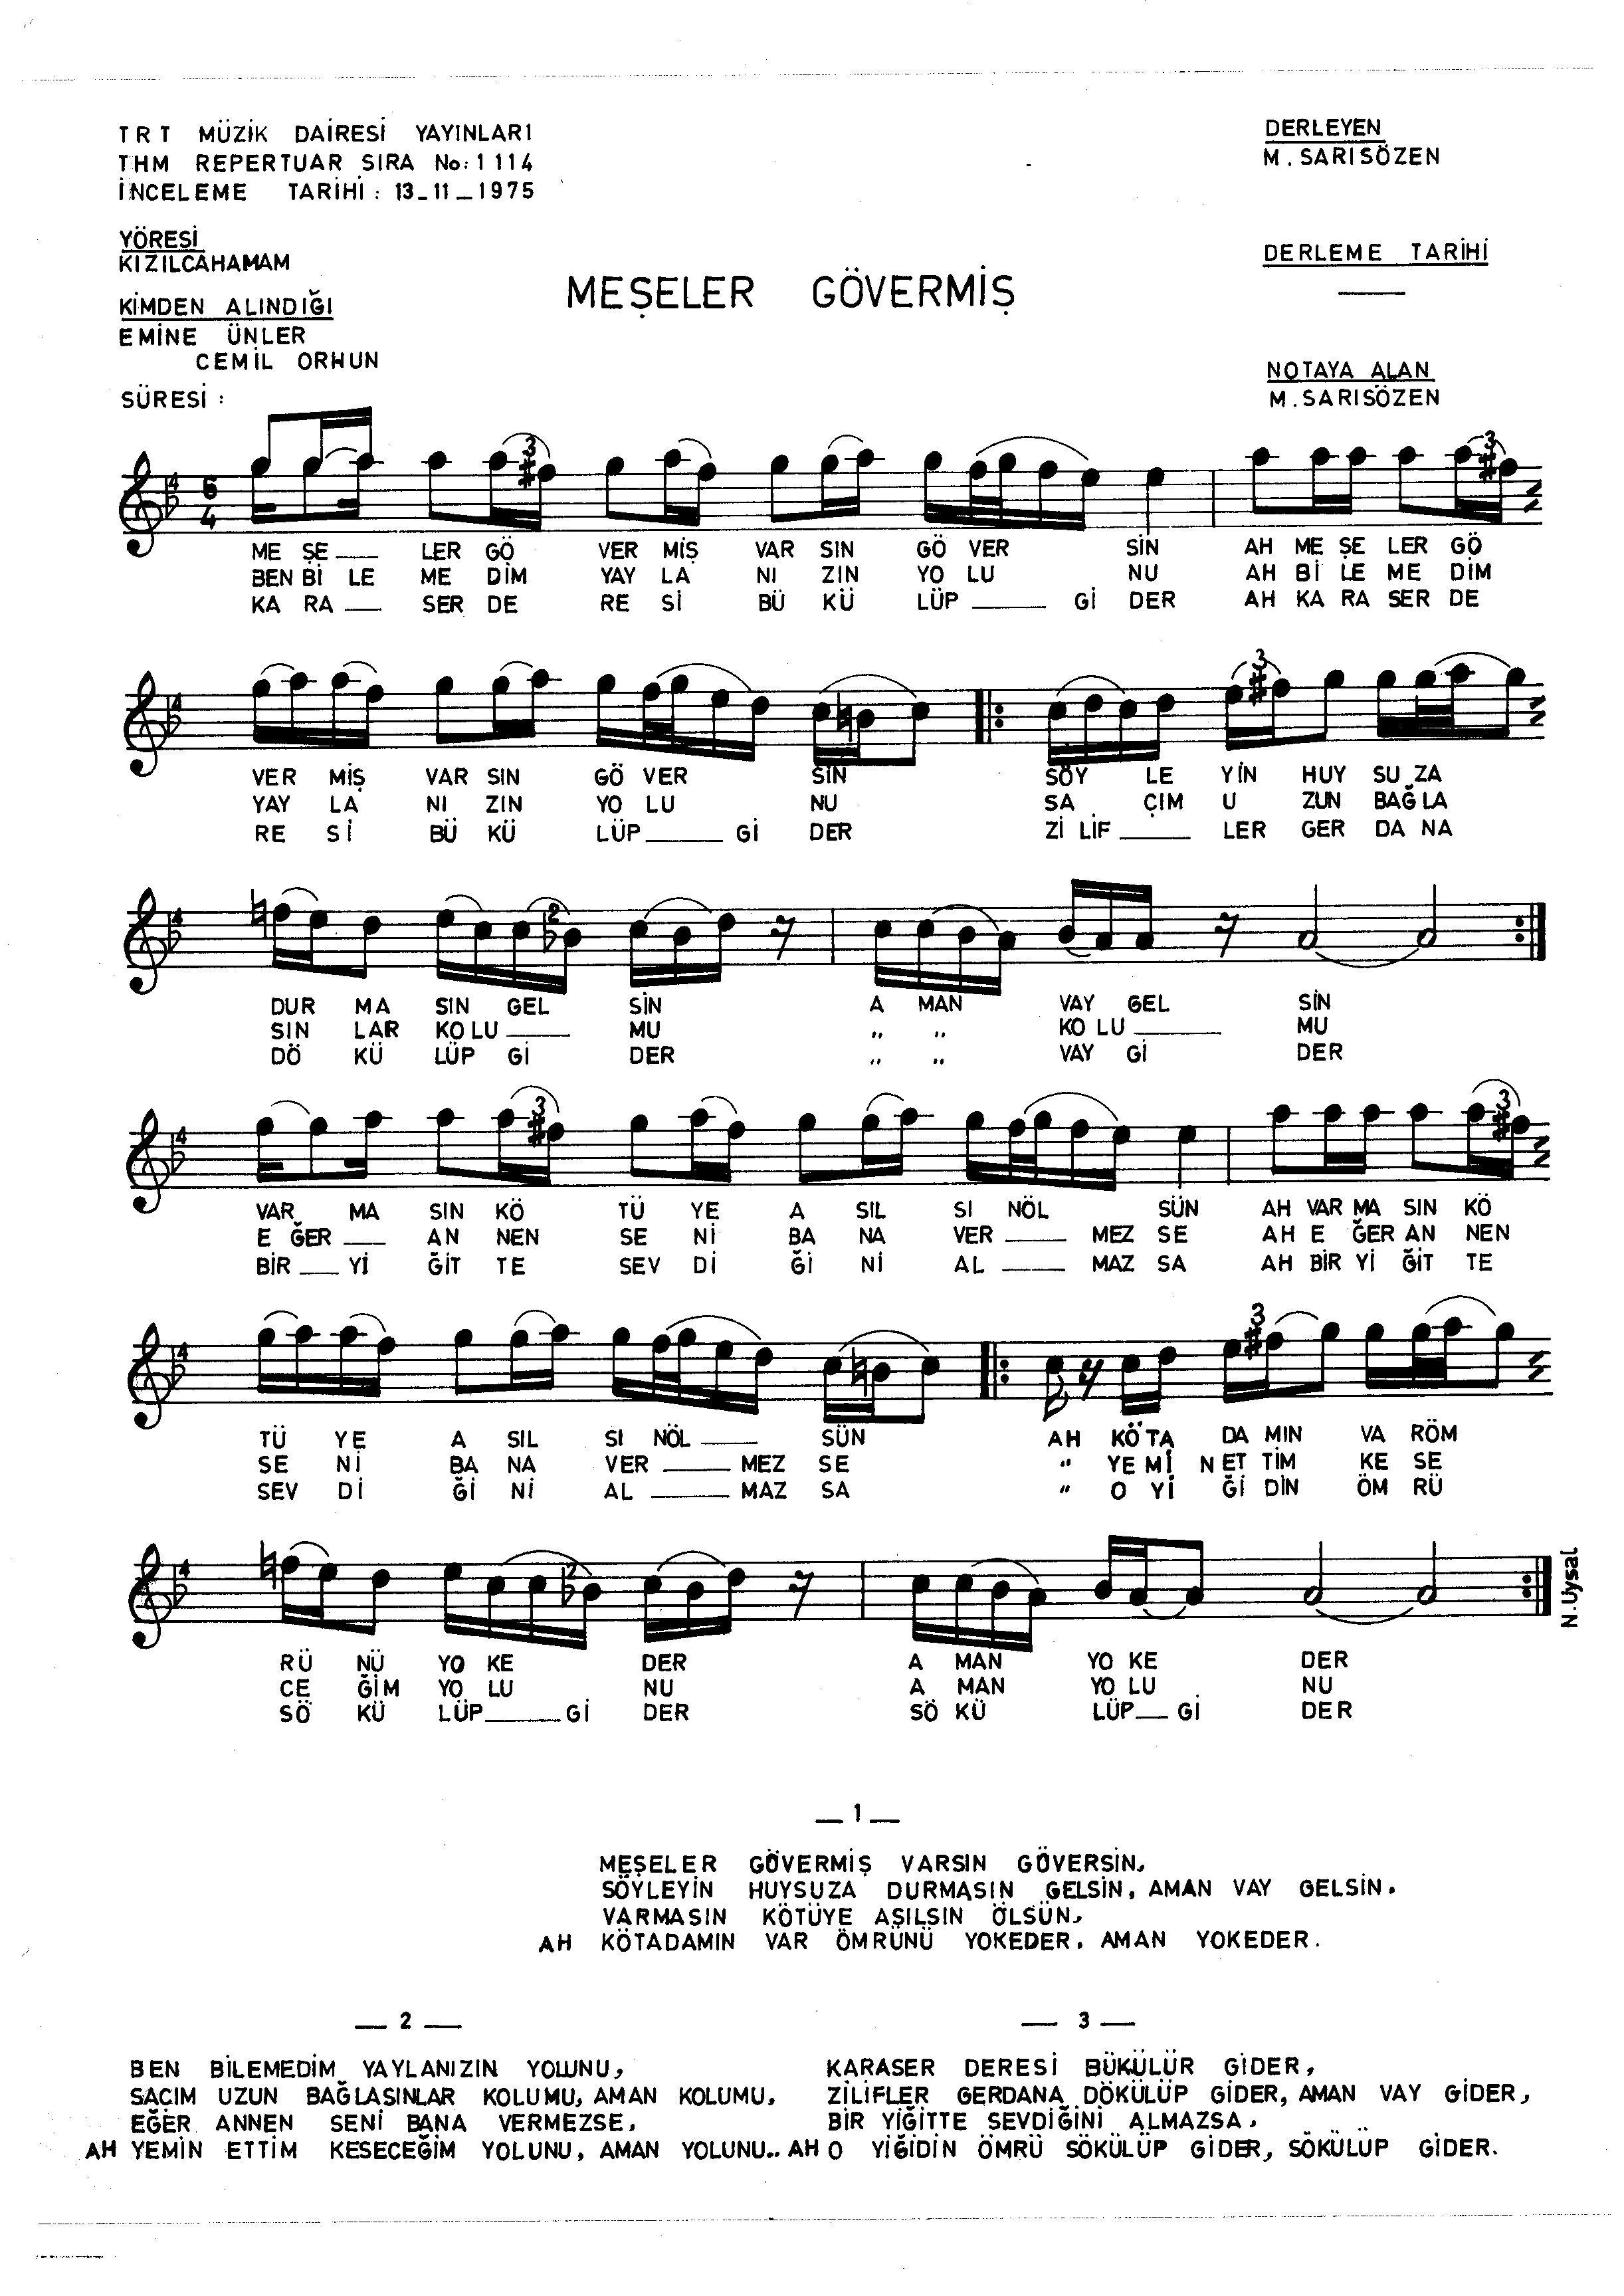 TRT MÜZİK DAİRESİ YAYINLARI
THM REPERTUAR SIRA No: 1114
İNCELEME TARİHİ : 13_11_1975
DERLEYEN
M. SARISÖZEN
YÖRESİ
KIZILCAHAMAM
DERLEME TARİHİ
KİMDEN ALINDIĞI
EMİNE ÜNLER
CEMİL ORHUN
MEŞELER GÖVERMİŞ
NOTAYA ALAN
M. SARISÖZEN
SÜRESİ :
ME ŞE___ LER GÖ VER MİŞ VAR SIN GÖ VER SİN AH ME ŞE LER GÖ
BEN Bİ LE ME DİM YAY LA NI ZIN YO LU NU AH Bİ LE ME DİM
KA RA___ SER DE RE Sİ BÜ KÜ LÜP___ Gİ DER AH KA RA SER DE
VER MİŞ VAR SIN GÖ VER SİN SÖY LE YİN HUY SU ZA
YAY LA NI ZIN YO LU NU SA ÇIM U ZUN BAĞ LA
RE Sİ BÜ KÜ LÜP___ Gİ DER Zİ LİF___ LER GER DA NA
DUR MA SIN GEL SİN A MAN VAY GEL SİN
SIN LAR KO LU___ MU " " KO LU___ MU
DÖ KÜ LÜP Gİ DER " " VAY Gİ DER
VAR MA SIN KÖ TÜ YE A SIL SI NÖL SÜN AH VAR MA SIN KÖ
E ĞER___ AN NEN SE Nİ BA NA VER___ MEZ SE AH E ĞER AN NEN
BİR___ Yİ ĞİT TE SEV Dİ Ğİ Nİ AL___ MAZ SA AH BİR Yİ ĞİT TE
TÜ YE A SIL SI NÖL___ SÜN AH KÖ TA DA MIN VA RÖM
SE Nİ BA NA VER___ MEZ SE " YE Mİ N ET TİM KE SE
SEV Dİ Ğİ Nİ AL___ MAZ SA " O Yİ Ğİ DİN ÖM RÜ
RÜ NÜ YO KE DER A MAN YO KE DER
CE ĞİM YO LU NU A MAN YO LU NU
SÖ KÜ LÜP___ Gİ DER SÖ KÜ LÜP__ Gİ DER
N.Uysal
_ 1 _
MEŞELER GÖVERMİŞ VARSIN GÖVERSİN,
SÖYLEYİN HUYSUZA DURMASIN GELSİN, AMAN VAY GELSİN.
VARMASIN KÖTÜYE ASILSIN ÖLSÜN,
AH KÖTADAMIN VAR ÖMRÜNÜ YOKEDER, AMAN YOKEDER.
_ 2 _
BEN BİLEMEDİM YAYLANIZIN YOLUNU,
SAÇIM UZUN BAĞLASINLAR KOLUMU, AMAN KOLUMU,
EĞER ANNEN SENİ BANA VERMEZSE,
AH YEMİN ETTİM KESECEĞİM YOLUNU, AMAN YOLUNU..
_ 3 _
KARASER DERESİ BÜKÜLÜR GİDER,
ZİLİFLER GERDANA DÖKÜLÜP GİDER, AMAN VAY GİDER,
BİR YİĞİTTE SEVDİĞİNİ ALMAZSA,
AH O YİĞİDİN ÖMRÜ SÖKÜLÜP GİDER, SÖKÜLÜP GİDER.